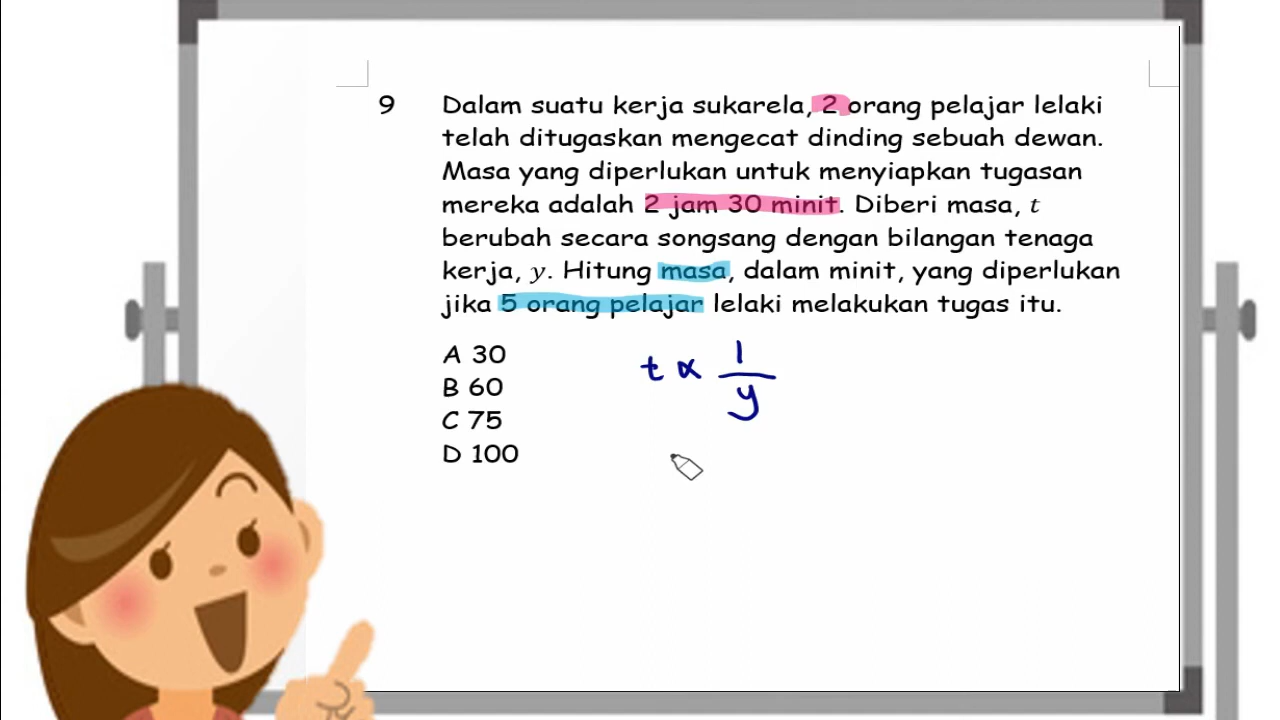 9 Dalam suatu kerja sukarela, 2 orang pelajar lelaki
telah ditugaskan mengecat dinding sebuah dewan.
Masa yang diperlukan untuk menyiapkan tugasan
mereka adalah 2 jam 30 minit. Diberi masa, t
berubah secara songsang dengan bilangan tenaga
kerja, y. Hitung masa, dalam minit, yang diperlukan
jika 5 orang pelajar lelaki melakukan tugas itu.
A 30
B 60
C 75
D 100
t ∝ 1/y